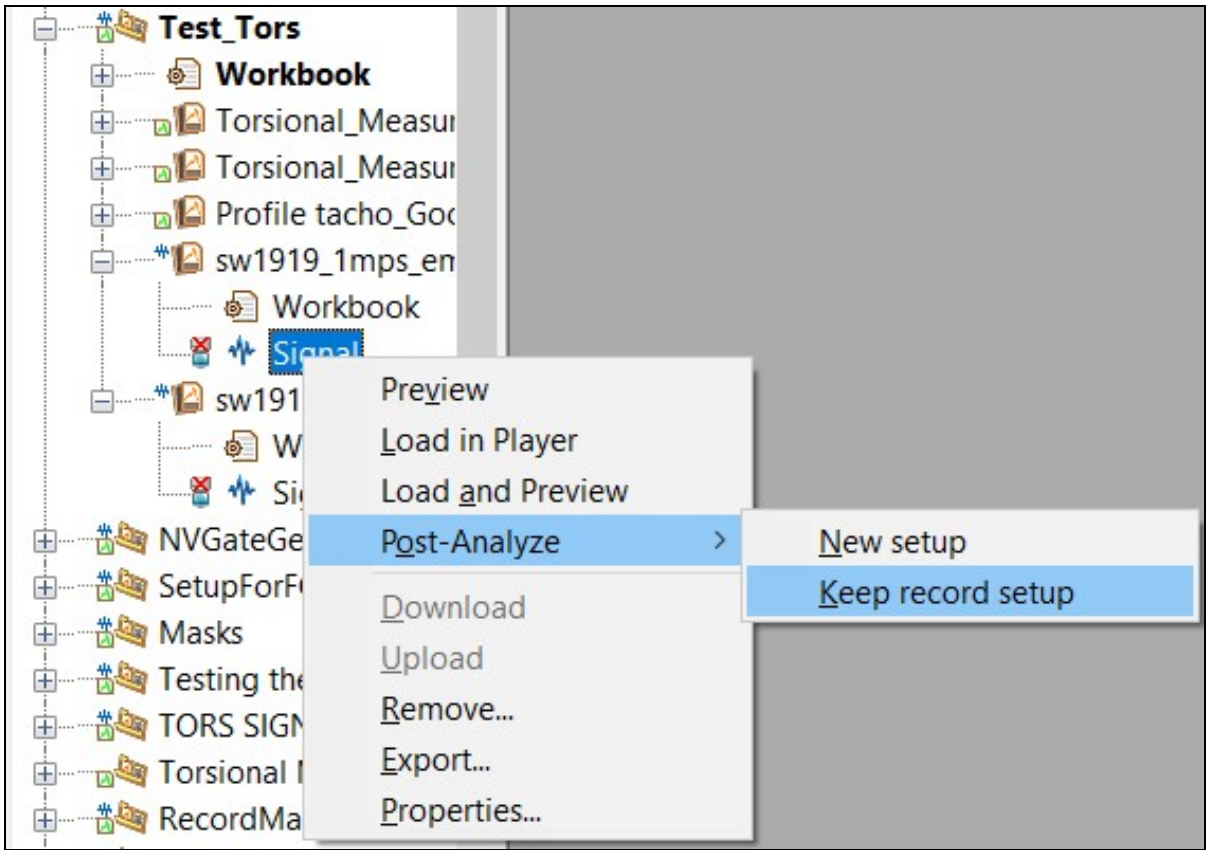 Test_Tors
Workbook
Torsional_Measur
Torsional_Measur
Profile tacho_Goo
sw1919_1mps_em
Workbook
Signal
Preview
sw191
Load in Player
W
Load and Preview
Sig
NVGateGe
Post-Analyze
New setup
SetupForF
Keep record setup
Download
Masks
Upload
Testing the
Remove...
TORS SIGN
Export...
Torsional
RecordMa
Properties...